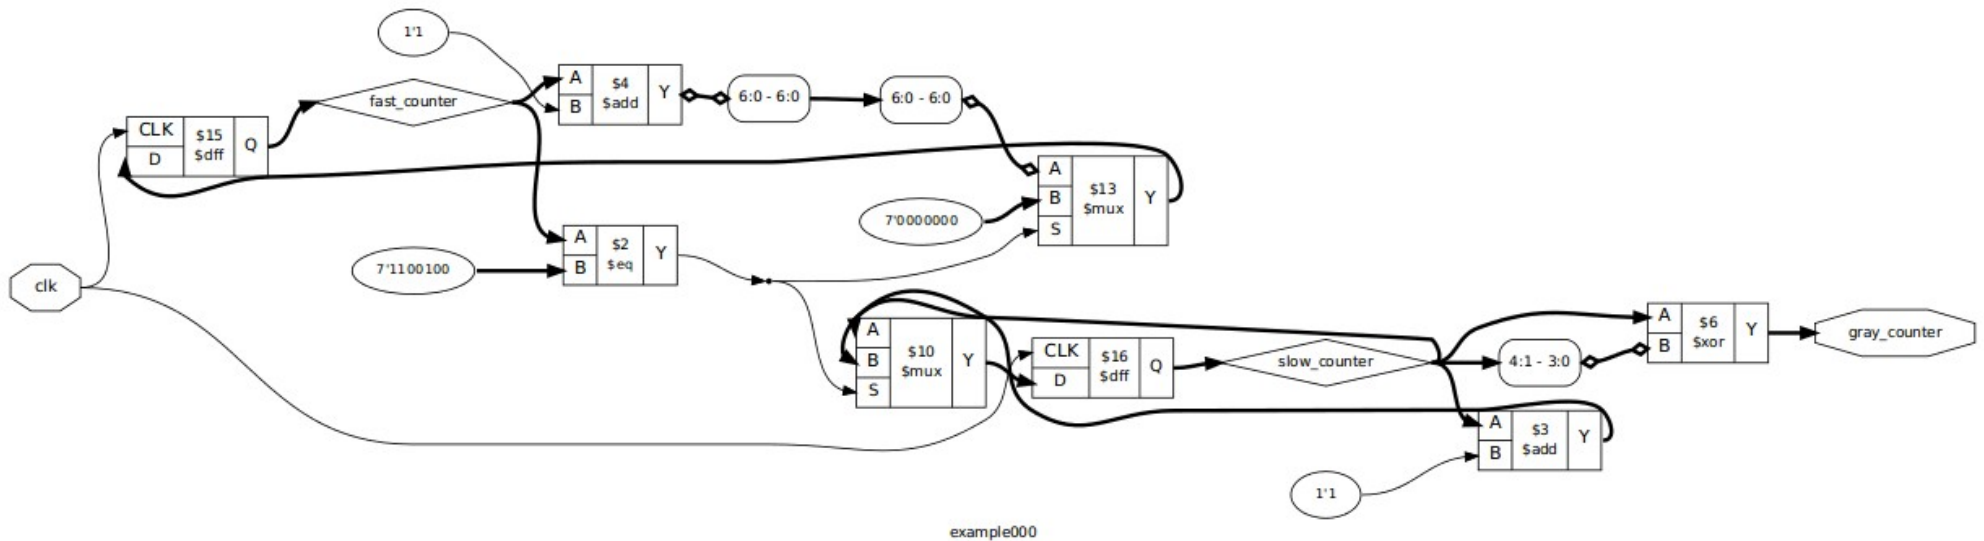 1'1
A
B
$4
$add
Y
6:0 - 6:0
6:0 - 6:0
fast_counter
CLK
D
$15
$dff
Q
A
B
S
$13
$mux
Y
7'0000000
7'1100100
A
B
$2
$eq
Y
clk
A
B
S
$10
$mux
Y
CLK
D
$16
$dff
Q
slow_counter
4:1 - 3:0
A
B
$6
$xor
Y
gray_counter
A
B
$3
$add
Y
1'1
example000